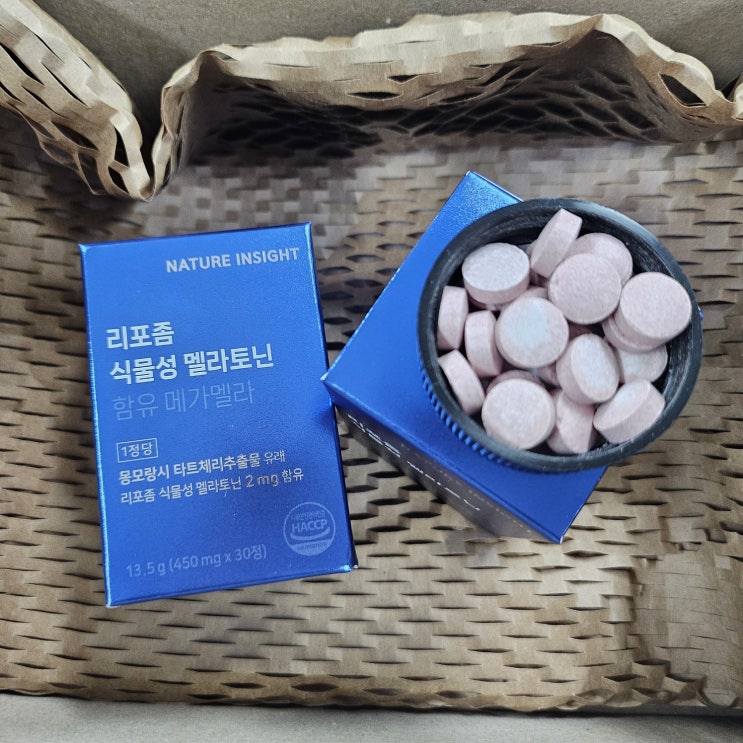 NATURE INSIGHT
리포좀
식물성 멜라토닌
함유 메가멜라
1정당
몽모랑시 타트체리추출물 유래
리포좀 식물성 멜라토닌 2 mg 함유
HACCP
13.5 g (450 mg x 30정)